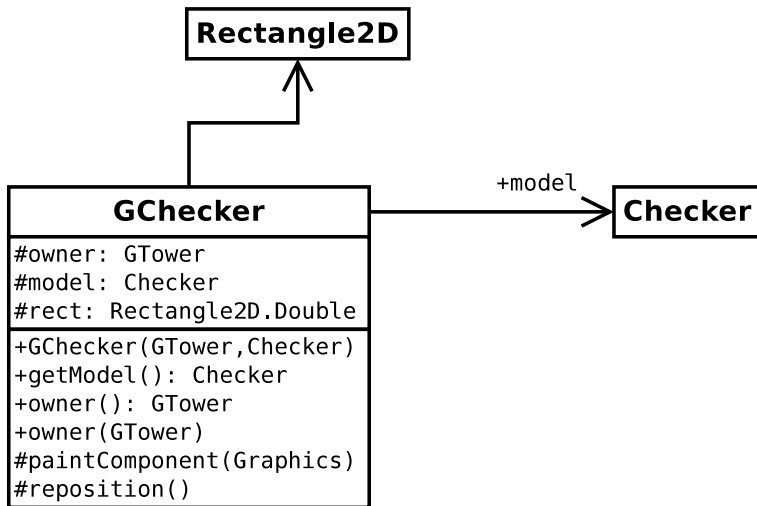 Rectangle2D
+model
GChecker
Checker
#owner: GTower
#model: Checker
#rect: Rectangle2D.Double
+GChecker(GTower,Checker)
+getModel(): Checker
+owner(): GTower
+owner(GTower)
#paintComponent(Graphics)
#reposition()